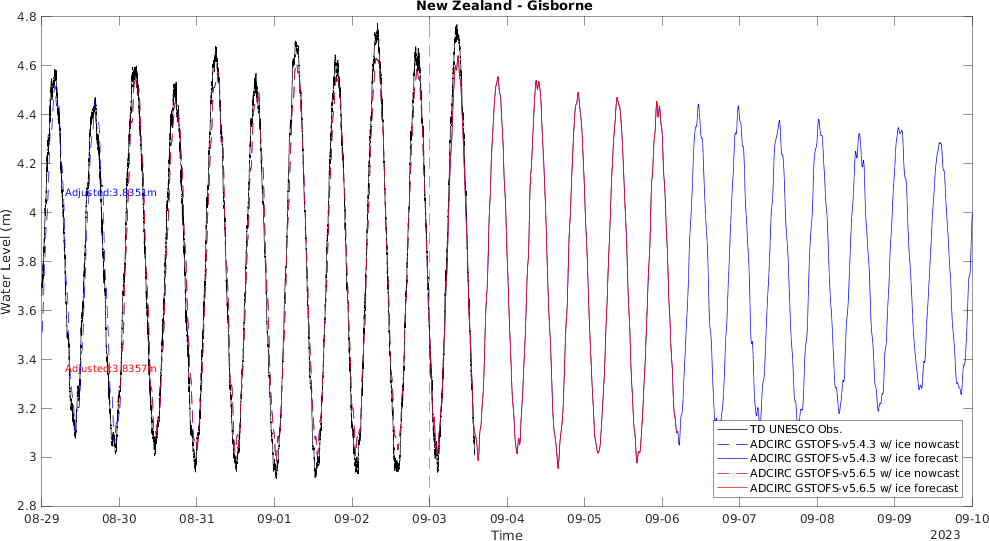 New Zealand - Gisborne
4.8
4.6
4.4
4.2
4
3.8
3.6
3.4
3.2
3
2.8
Water Level (m)
Adjusted:3.8351m
Adjusted:3.8357m
TD UNESCO Obs.
ADCIRC GSTOFS-v5.4.3 w/ ice nowcast
ADCIRC GSTOFS-v5.4.3 w/ ice forecast
ADCIRC GSTOFS-v5.6.5 w/ ice nowcast
ADCIRC GSTOFS-v5.6.5 w/ ice forecast
08-29 08-30 08-31 09-01 09-02 09-03 09-04 09-05 09-06 09-07 09-08 09-09 09-10
Time
2023